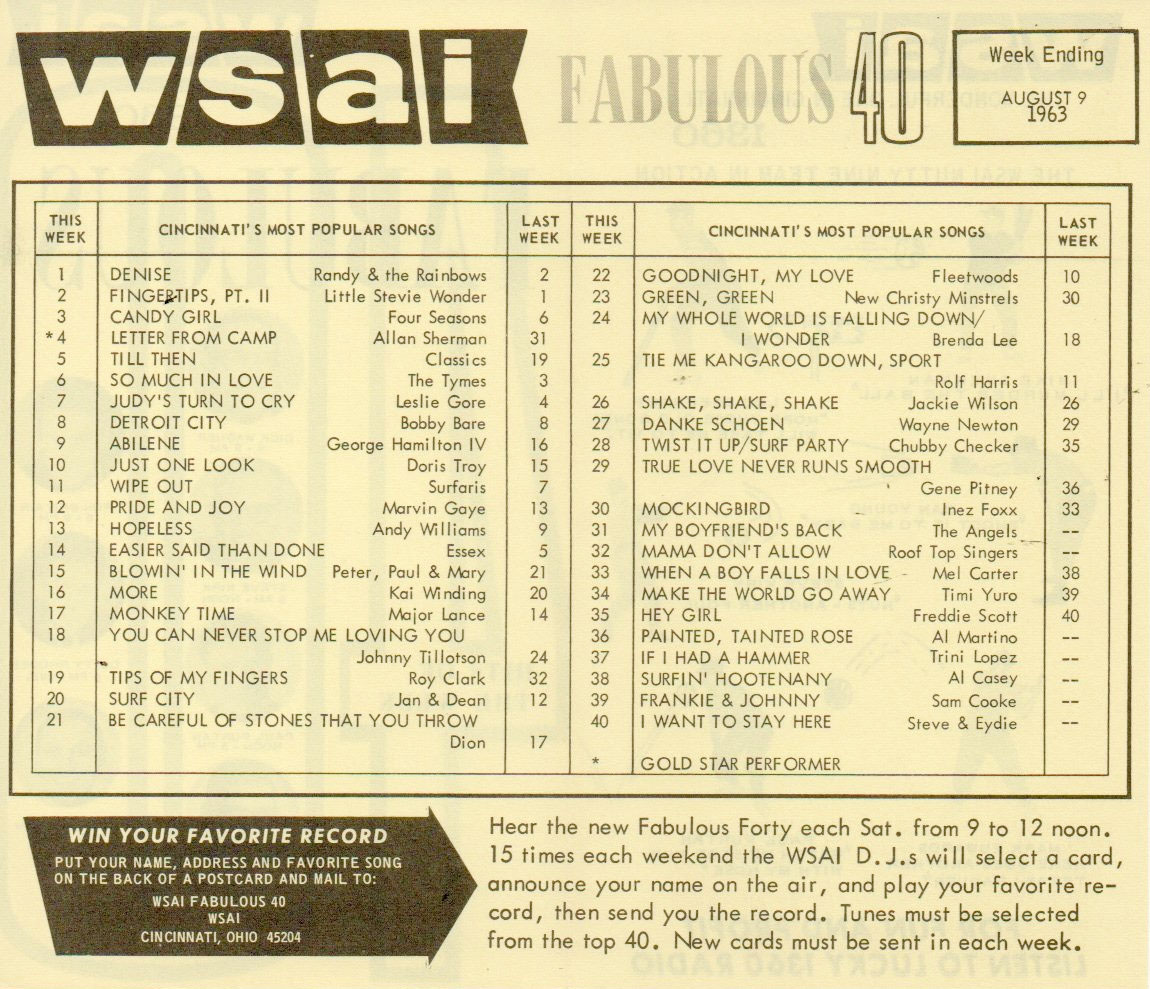 wsai FABULOUS 40
Week Ending
AUGUST 9
1963
THIS WEEK CINCINNATI'S MOST POPULAR SONGS LAST WEEK
1 DENISE Randy & the Rainbows 2
2 FINGERTIPS, PT. II Little Stevie Wonder 1
3 CANDY GIRL Four Seasons 6
*4 LETTER FROM CAMP Allan Sherman 31
5 TILL THEN Classics 19
6 SO MUCH IN LOVE The Tymes 3
7 JUDY'S TURN TO CRY Leslie Gore 4
8 DETROIT CITY Bobby Bare 8
9 ABILENE George Hamilton IV 16
10 JUST ONE LOOK Doris Troy 15
11 WIPE OUT Surfaris 7
12 PRIDE AND JOY Marvin Gaye 13
13 HOPELESS Andy Williams 9
14 EASIER SAID THAN DONE Essex 5
15 BLOWIN' IN THE WIND Peter, Paul & Mary 21
16 MORE Kai Winding 20
17 MONKEY TIME Major Lance 14
18 YOU CAN NEVER STOP ME LOVING YOU
Johnny Tillotson 24
19 TIPS OF MY FINGERS Roy Clark 32
20 SURF CITY Jan & Dean 12
21 BE CAREFUL OF STONES THAT YOU THROW
Dion 17
THIS WEEK CINCINNATI'S MOST POPULAR SONGS LAST WEEK
22 GOODNIGHT, MY LOVE Fleetwoods 10
23 GREEN, GREEN New Christy Minstrels 30
24 MY WHOLE WORLD IS FALLING DOWN/
I WONDER Brenda Lee 18
25 TIE ME KANGAROO DOWN, SPORT
Rolf Harris 11
26 SHAKE, SHAKE, SHAKE Jackie Wilson 26
27 DANKE SCHOEN Wayne Newton 29
28 TWIST IT UP/SURF PARTY Chubby Checker 35
29 TRUE LOVE NEVER RUNS SMOOTH
Gene Pitney 36
30 MOCKINGBIRD Inez Foxx 33
31 MY BOYFRIEND'S BACK The Angels --
32 MAMA DON'T ALLOW Roof Top Singers --
33 WHEN A BOY FALLS IN LOVE Mel Carter 38
34 MAKE THE WORLD GO AWAY Timi Yuro 39
35 HEY GIRL Freddie Scott 40
36 PAINTED, TAINTED ROSE Al Martino --
37 IF I HAD A HAMMER Trini Lopez --
38 SURFIN' HOOTENANY Al Casey --
39 FRANKIE & JOHNNY Sam Cooke --
40 I WANT TO STAY HERE Steve & Eydie --
* GOLD STAR PERFORMER
WIN YOUR FAVORITE RECORD
PUT YOUR NAME, ADDRESS AND FAVORITE SONG
ON THE BACK OF A POSTCARD AND MAIL TO:
WSAI FABULOUS 40
WSAI
CINCINNATI, OHIO 45204
Hear the new Fabulous Forty each Sat. from 9 to 12 noon.
15 times each weekend the WSAI D.J.s will select a card,
announce your name on the air, and play your favorite re-
cord, then send you the record. Tunes must be selected
from the top 40. New cards must be sent in each week.